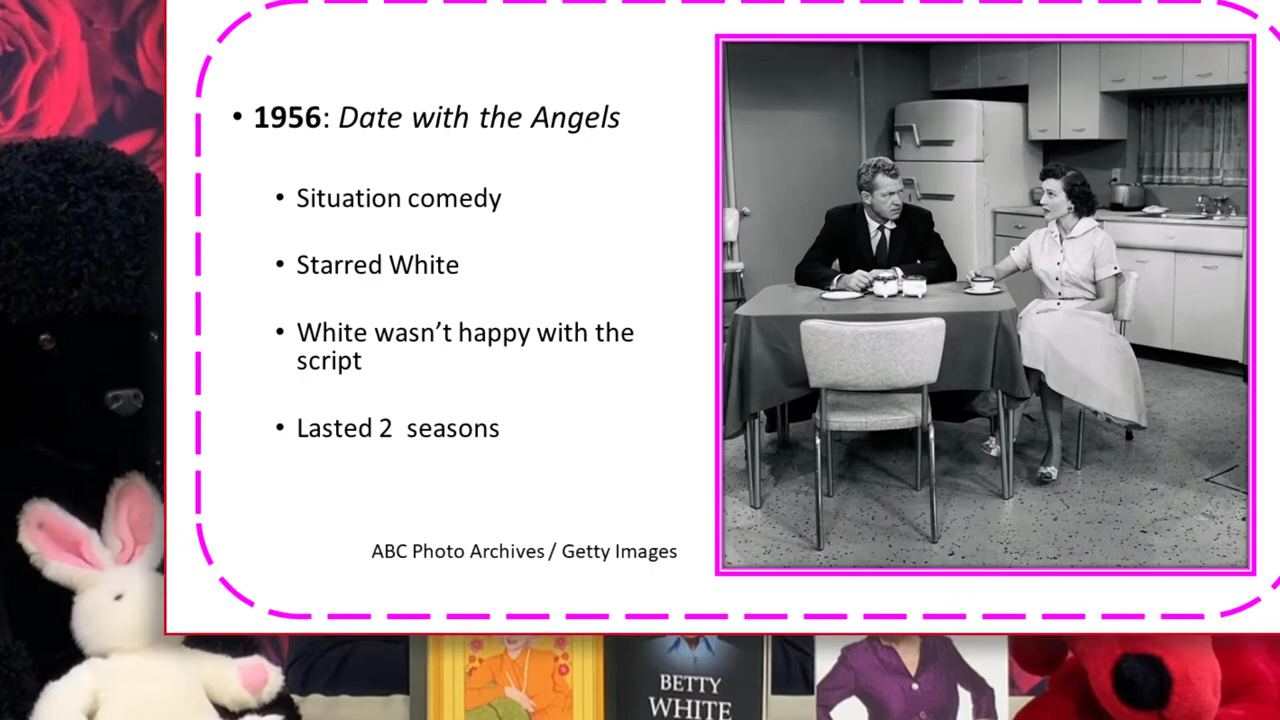 • 1956: Date with the Angels
• Situation comedy
• Starred White
• White wasn’t happy with the
script
• Lasted 2  seasons
ABC Photo Archives / Getty Images
BETTY
WHITE